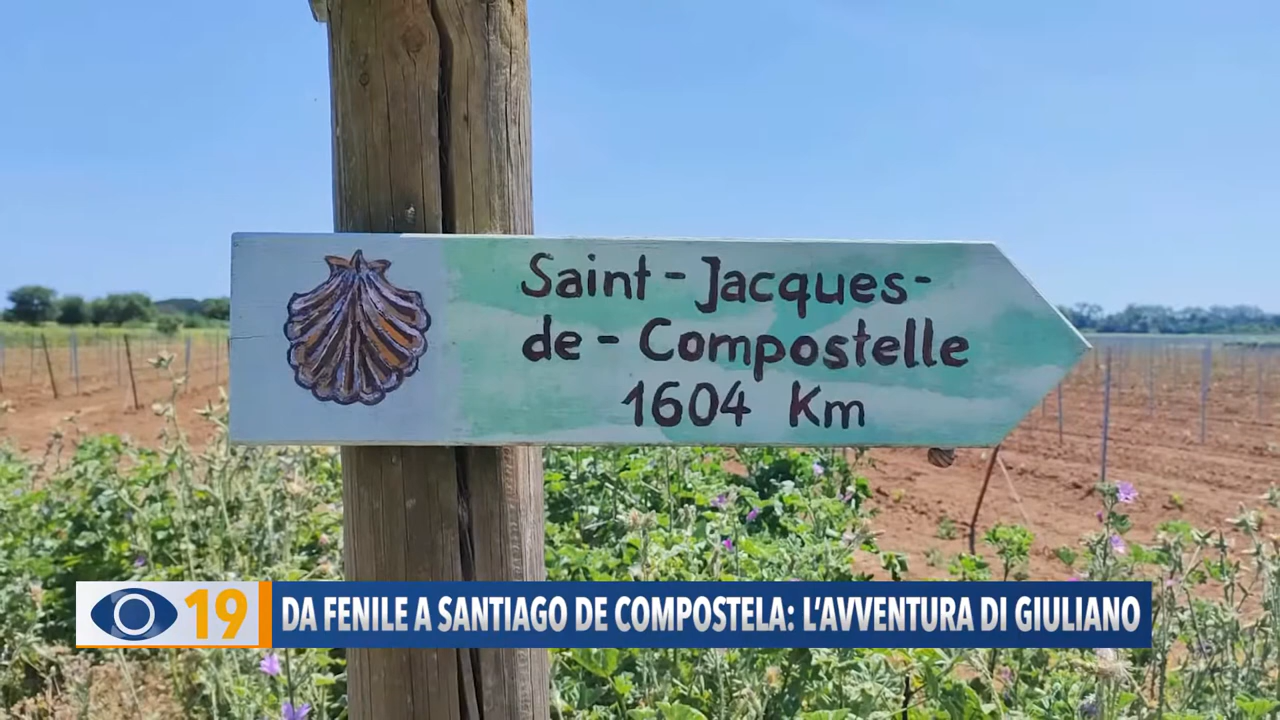 Saint-Jacques-
de-Compostelle
1604 Km
19
DA FENILE A SANTIAGO DE COMPOSTELA: L'AVVENTURA DI GIULIANO